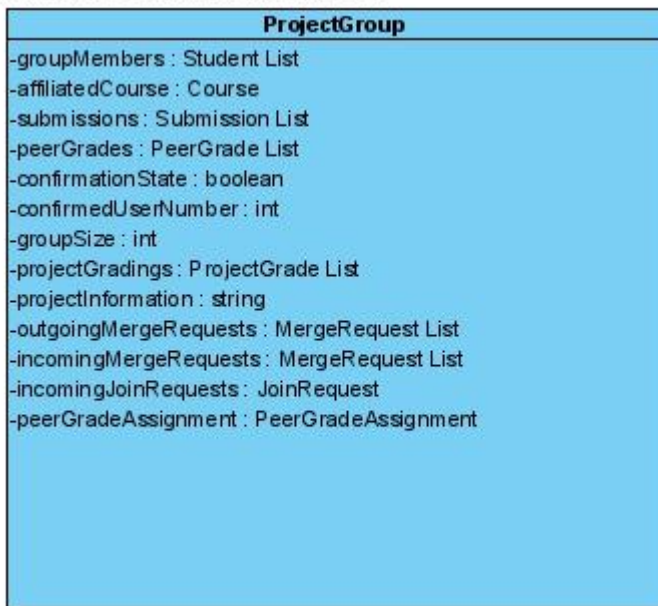 ProjectGroup
-groupMembers : Student List
-affiliatedCourse : Course
-submissions : Submission List
-peerGrades : PeerGrade List
-confirmationState : boolean
-confirmedUserNumber : int
-groupSize : int
-projectGradings : ProjectGrade List
-projectInformation : string
-outgoingMergeRequests : MergeRequest List
-incomingMergeRequests : MergeRequest List
-incomingJoinRequests : JoinRequest
-peerGradeAssignment : PeerGradeAssignment